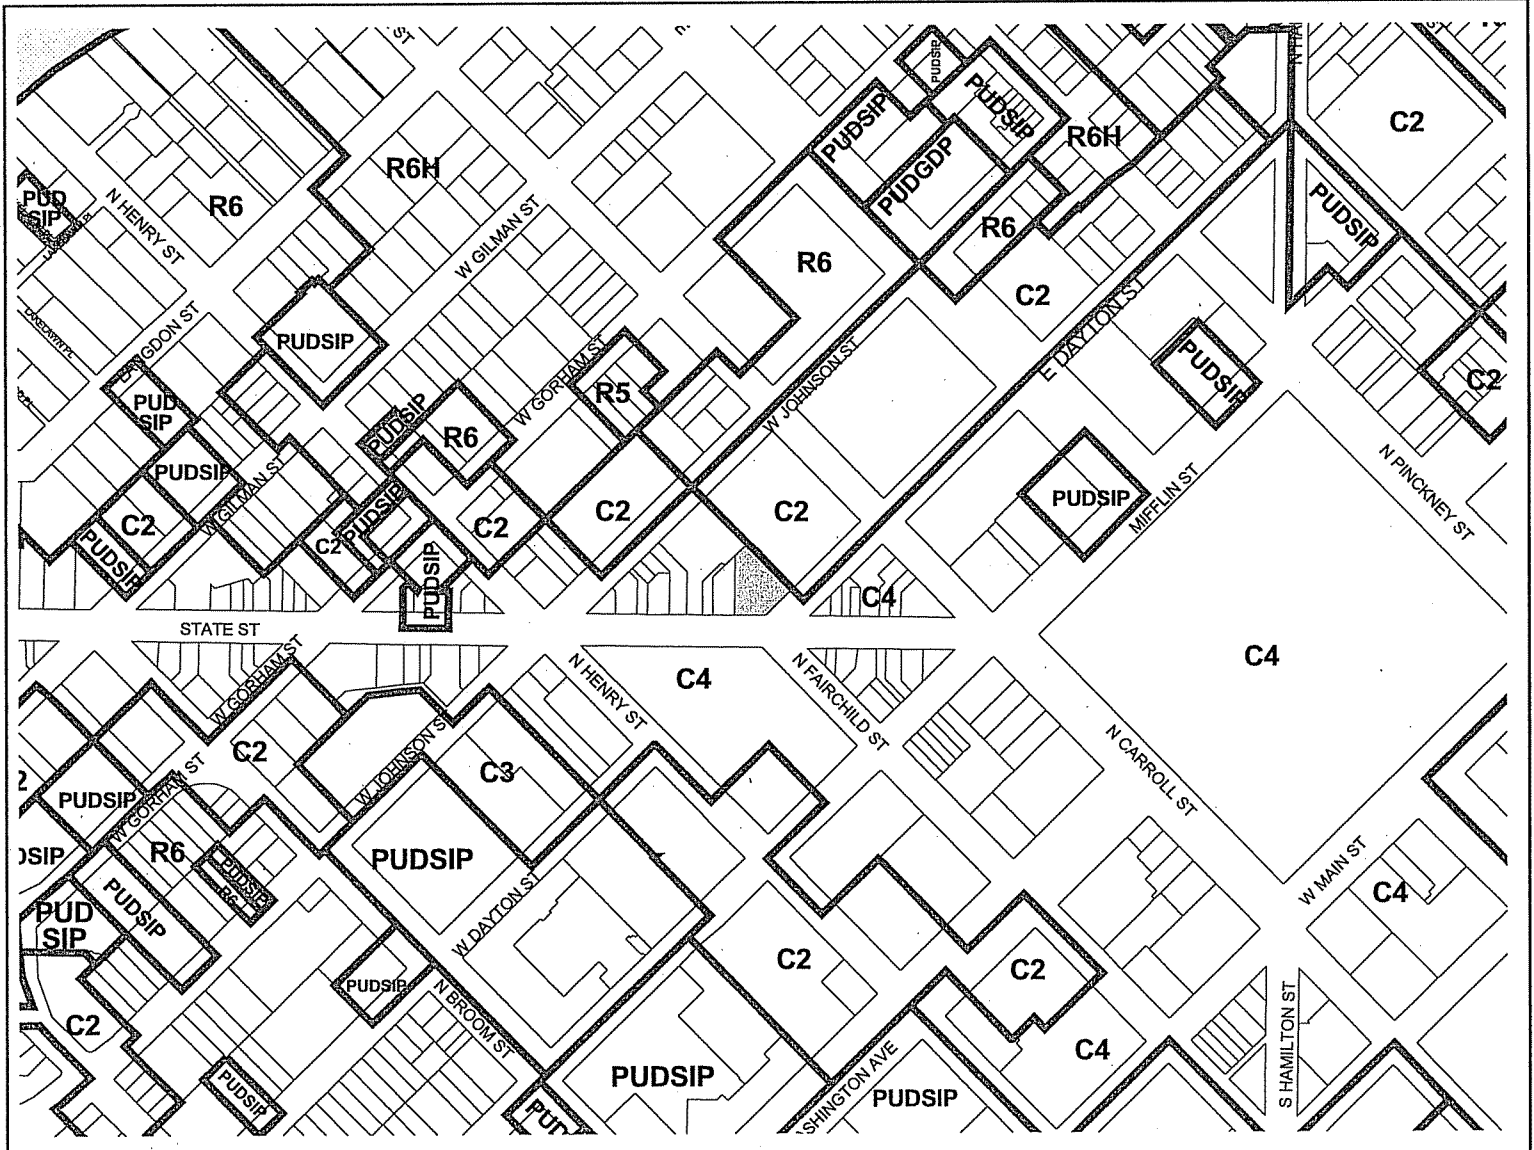 ST
C2
PUDSIP
PUDSIP
PUDSIP
R6H
PUDGDP
R6H
PUD
SIP
R6
N HENRY ST
W GILMAN ST
R6
R6
PUDSIP
C2
E DAYTON ST
LANGDON ST
PUDSIP
W GORHAM ST
W JOHNSON ST
PUDSIP
C2
R5
PUD
SIP
PUDSIP
R6
PUDSIP
W GILMAN ST
MIFFLIN ST
PUDSIP
N PINCKNEY ST
C2
PUDSIP
C2
C2
C2
C2
PUDSIP
PUDSIP
C4
STATE ST
C4
W GORHAM ST
N HENRY ST
C4
N FAIRCHILD ST
C2
W JOHNSON S
C3
N CARROLL ST
PUDSIP
W GORHAM ST
PUDSIP
R6
PUDSIP
R6
W MAIN ST
C4
PUD
SIP
PUDSIP
W DAYTON ST
C2
C2
PUDSIP
N BROOM ST
C2
S HAMILTON ST
C4
PUDSIP
PUDSIP
ASHINGTON AVE
PUDSIP
PUD